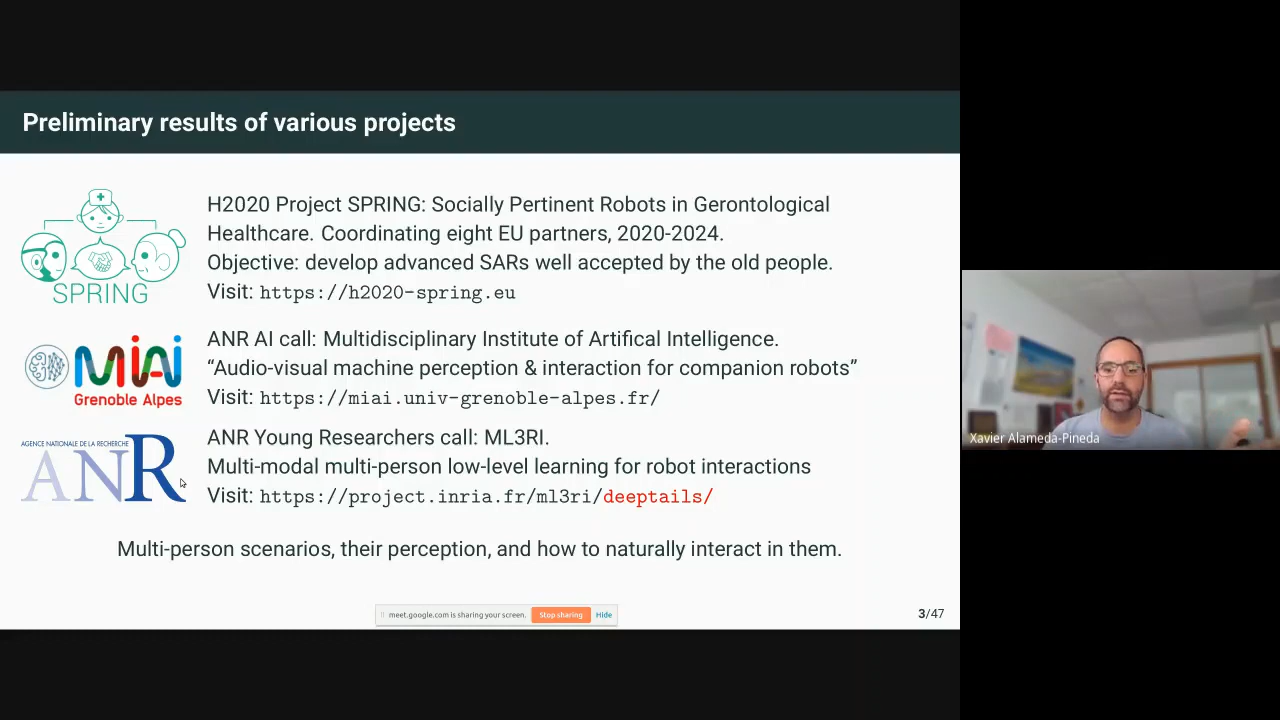 Preliminary results of various projects
H2020 Project SPRING: Socially Pertinent Robots in Gerontological
Healthcare. Coordinating eight EU partners, 2020-2024.
Objective: develop advanced SARs well accepted by the old people.
Visit: https://h2020-spring.eu
SPRING
ANR AI call: Multidisciplinary Institute of Artifical Intelligence.
“Audio-visual machine perception & interaction for companion robots”
Visit: https://miai.univ-grenoble-alpes.fr/
MIAI
Grenoble Alpes
ANR Young Researchers call: ML3RI.
Multi-modal multi-person low-level learning for robot interactions
Visit: https://project.inria.fr/ml3ri/deeptails/
AGENCE NATIONALE DE LA RECHERCHE
ANR
Multi-person scenarios, their perception, and how to naturally interact in them.
meet.google.com is sharing your screen. Stop sharing Hide
3/47
Xavier Alameda-Pineda